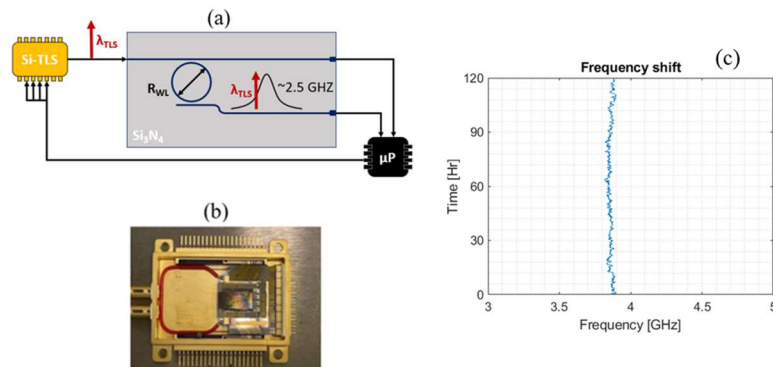 (a)
λTLS
Si-TLS
RWL
λTLS
~2.5 GHZ
Si₃N₄
µP
(b)
(c)
Frequency shift
120
90
60
30
0
Time [Hr]
3
3.5
4
4.5
5
Frequency [GHz]